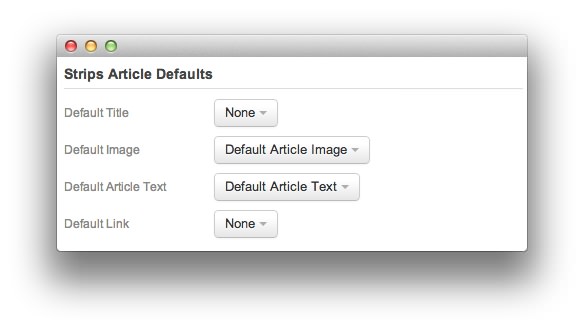 Strips Article Defaults
Default Title None
Default Image Default Article Image
Default Article Text Default Article Text
Default Link None